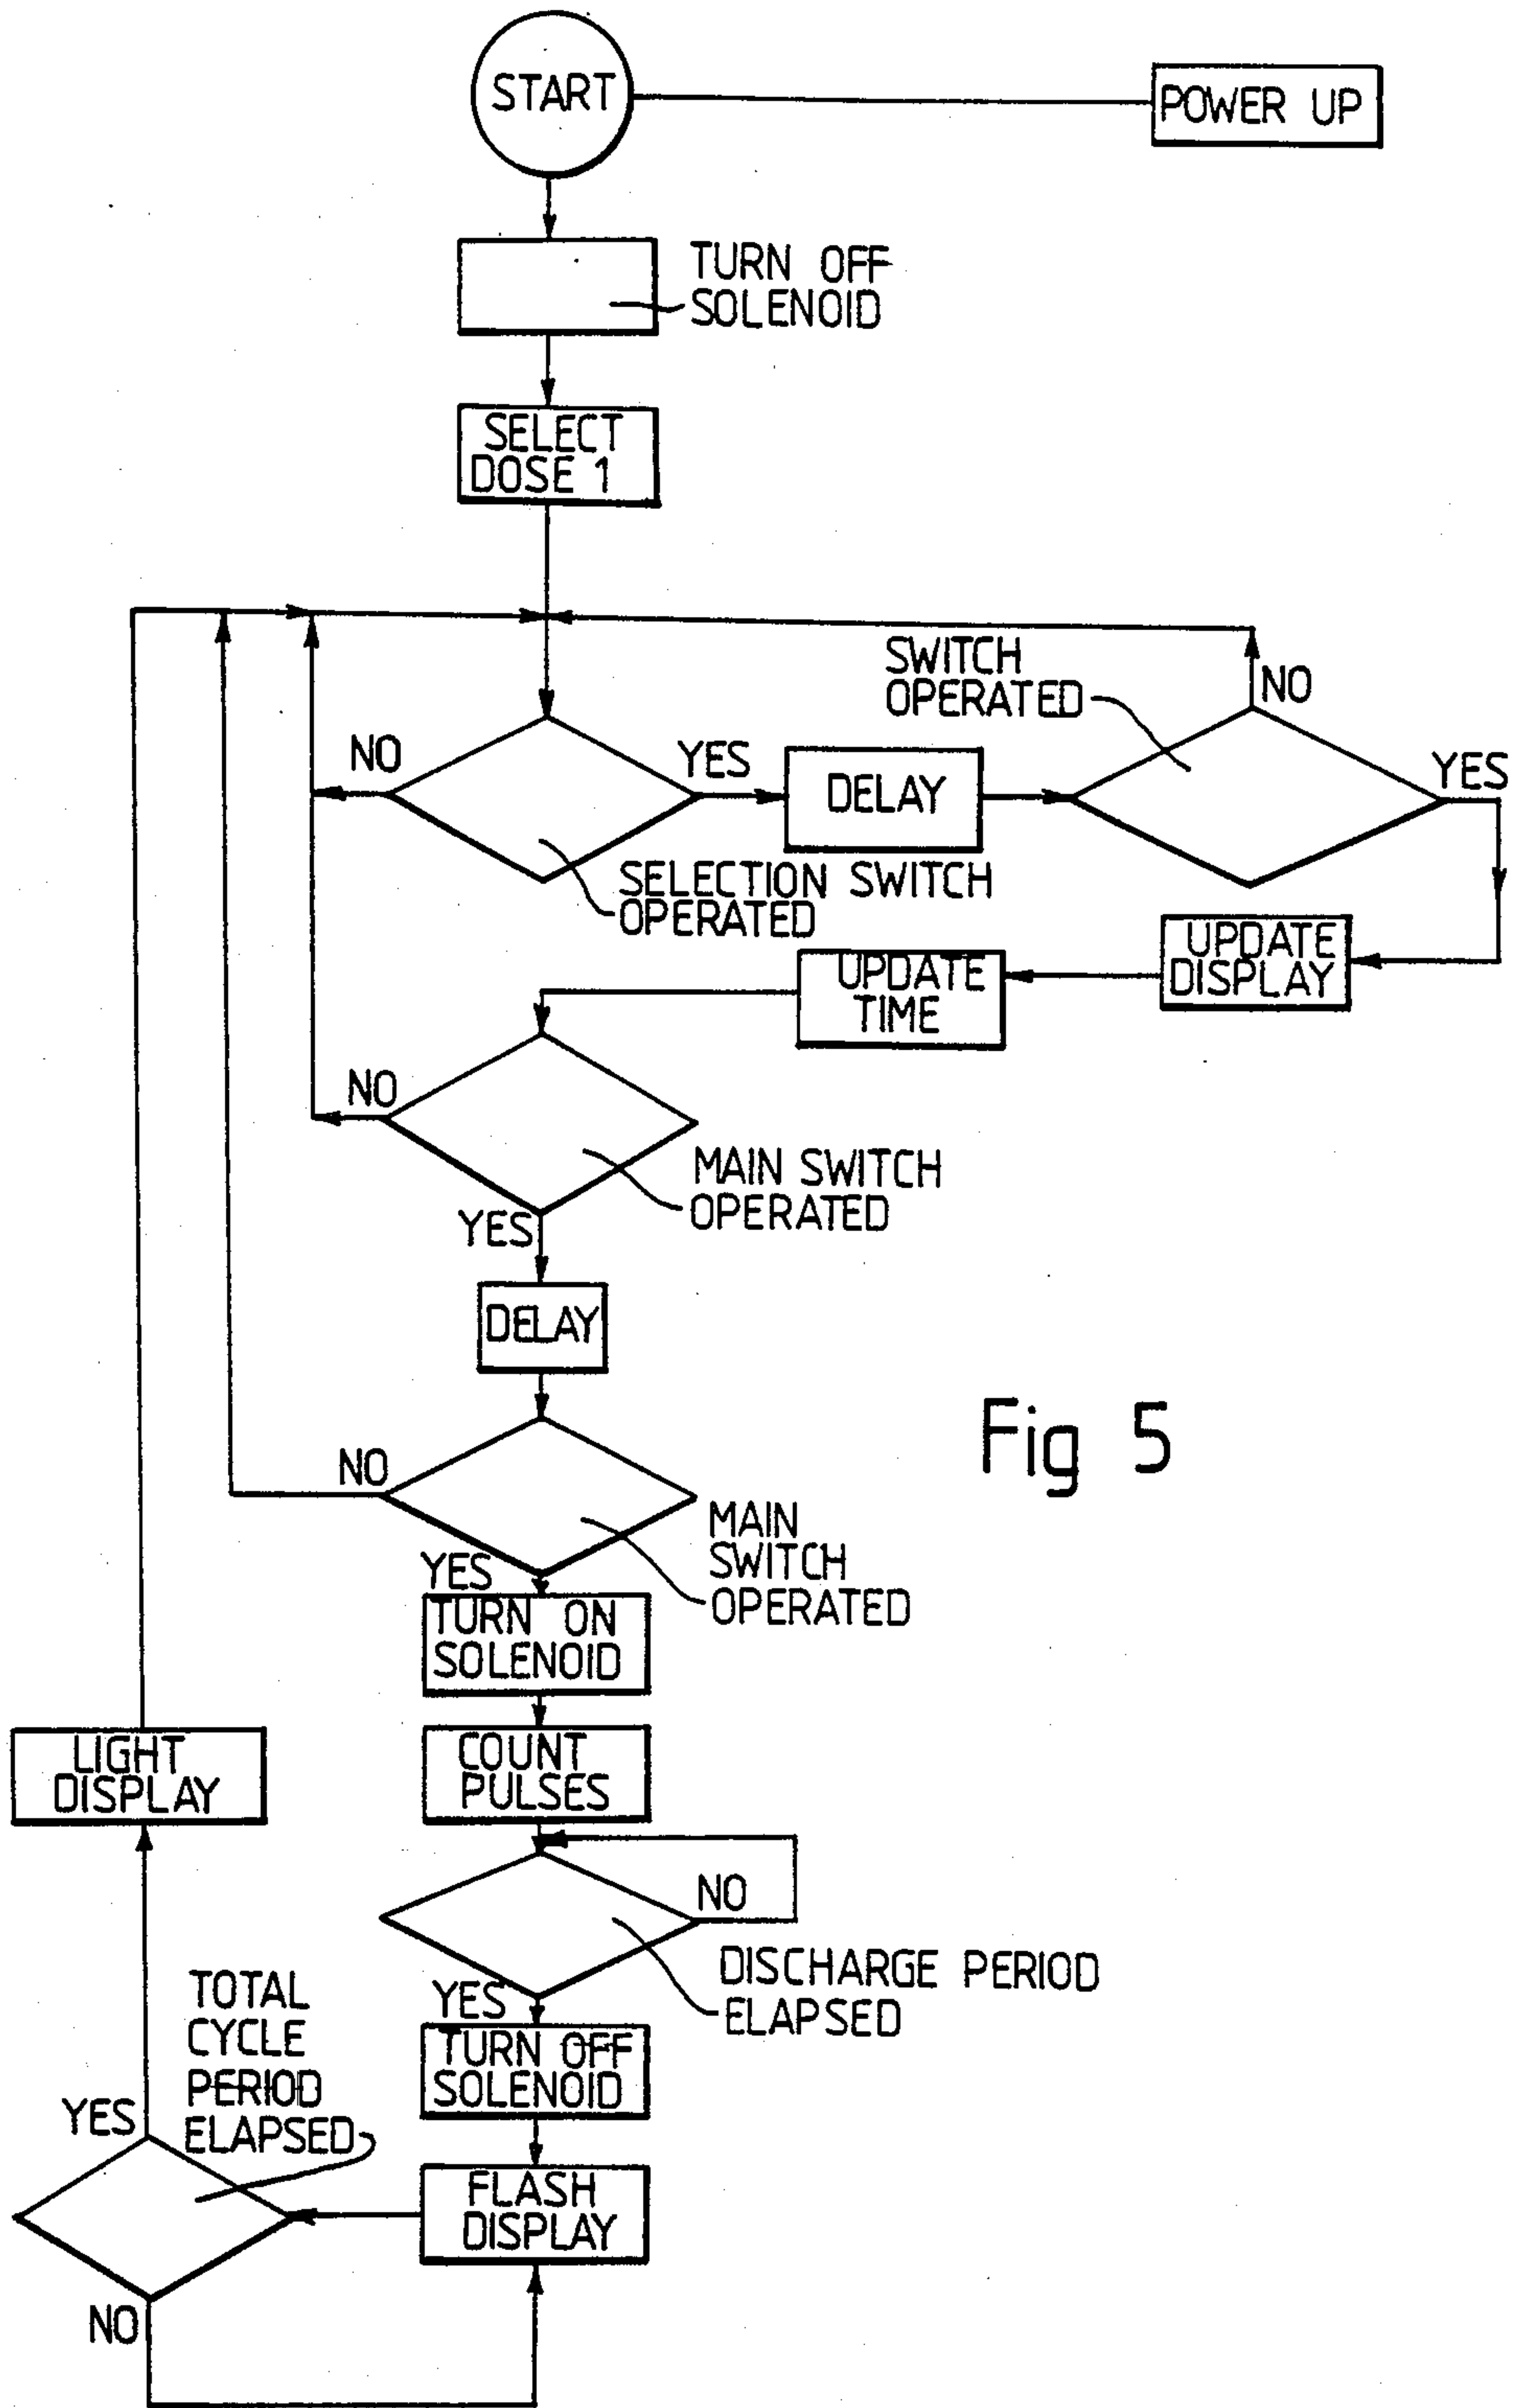 START
POWER UP
TURN OFF
SOLENOID
SELECT
DOSE 1
SWITCH
OPERATED
NO
NO
YES
DELAY
YES
SELECTION SWITCH
OPERATED
UPDATE
DISPLAY
UPDATE
TIME
NO
MAIN SWITCH
OPERATED
YES
DELAY
Fig 5
NO
MAIN
SWITCH
OPERATED
YES
TURN ON
SOLENOID
LIGHT
DISPLAY
COUNT
PULSES
NO
DISCHARGE PERIOD
ELAPSED
YES
TURN OFF
SOLENOID
TOTAL
CYCLE
PERIOD
ELAPSED
YES
FLASH
DISPLAY
NO